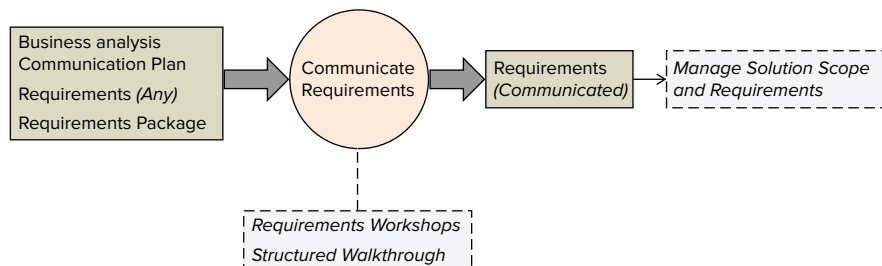 Business analysis
Communication Plan
Requirements (Any)
Requirements Package
Communicate
Requirements
Requirements
(Communicated)
Manage Solution Scope
and Requirements
Requirements Workshops
Structured Walkthrough